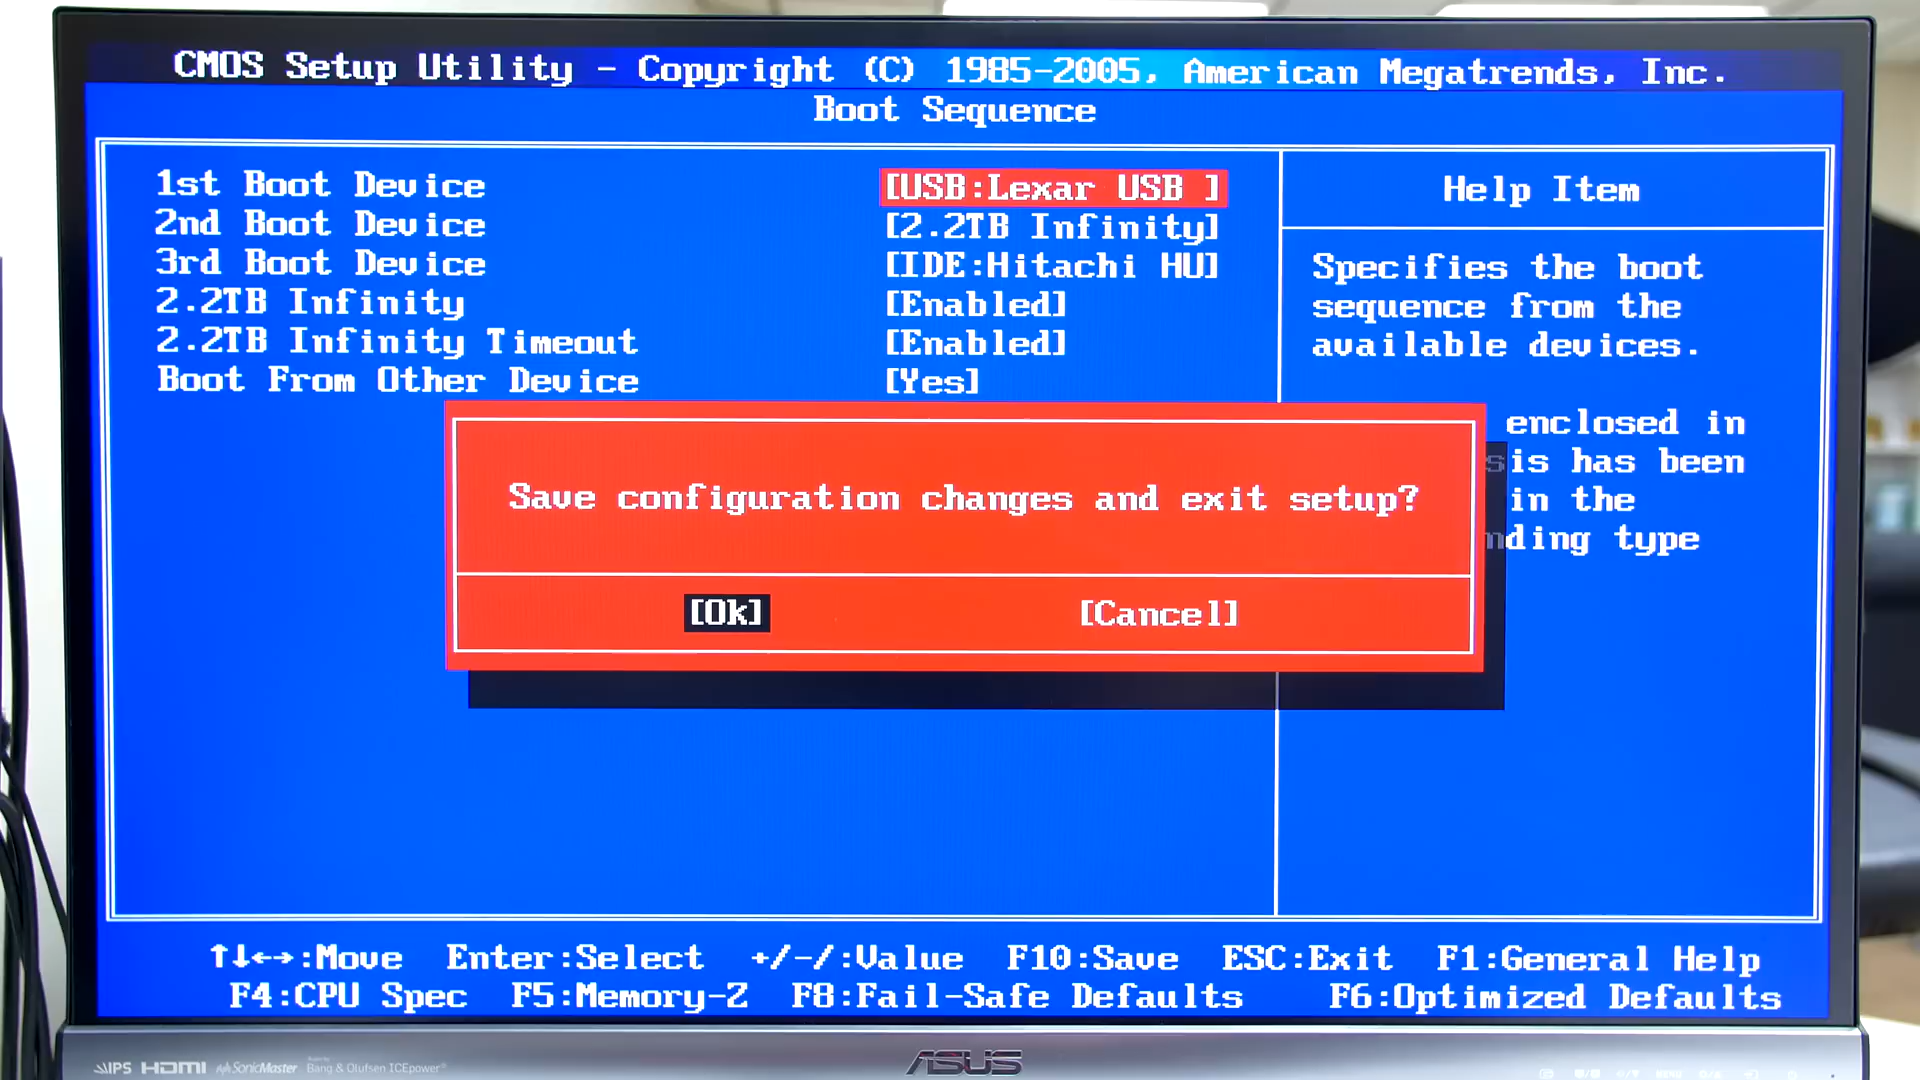 CMOS Setup Utility - Copyright (C) 1985-2005, American Megatrends, Inc.
Boot Sequence
1st Boot Device [USB:Lexar USB ]
2nd Boot Device [2.2TB Infinity]
3rd Boot Device [IDE:Hitachi HU]
2.2TB Infinity [Enabled]
2.2TB Infinity Timeout [Enabled]
Boot From Other Device [Yes]
Help Item
Specifies the boot
sequence from the
available devices.
enclosed in
sis has been
in the
nding type
Save configuration changes and exit setup?
[Ok] [Cancel]
↑↓←→:Move Enter:Select +/-/:Value F10:Save ESC:Exit F1:General Help
F4:CPU Spec F5:Memory-Z F8:Fail-Safe Defaults F6:Optimized Defaults
IPS HDMI SonicMaster Bang & Olufsen ICEpower®
ASUS